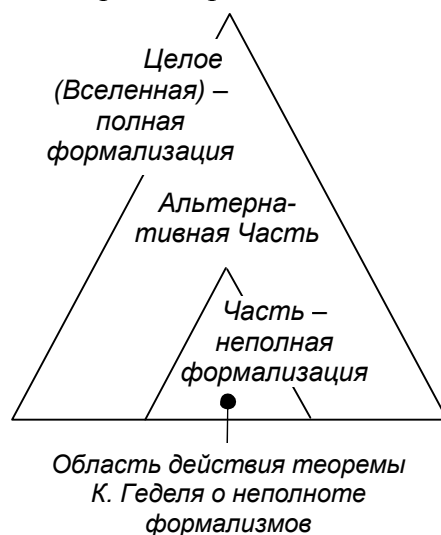 Целое
(Вселенная) –
полная
формализация
Альтерна-
тивная Часть
Часть –
неполная
формализация
Область действия теоремы
К. Геделя о неполноте
формализмов